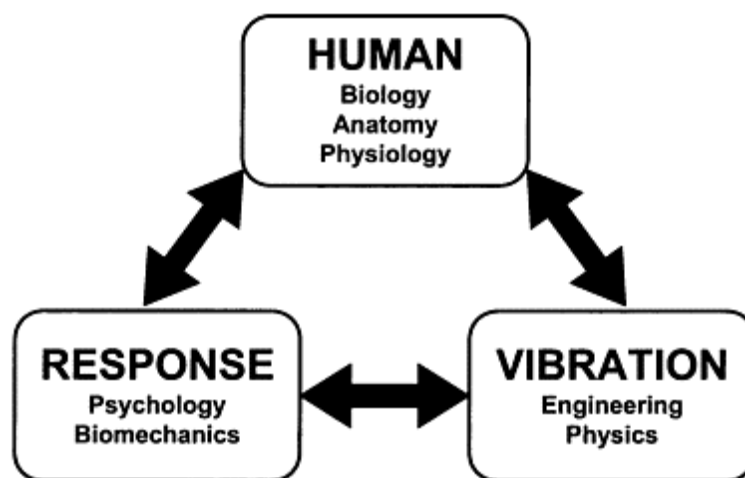 HUMAN
Biology
Anatomy
Physiology
RESPONSE
Psychology
Biomechanics
VIBRATION
Engineering
Physics